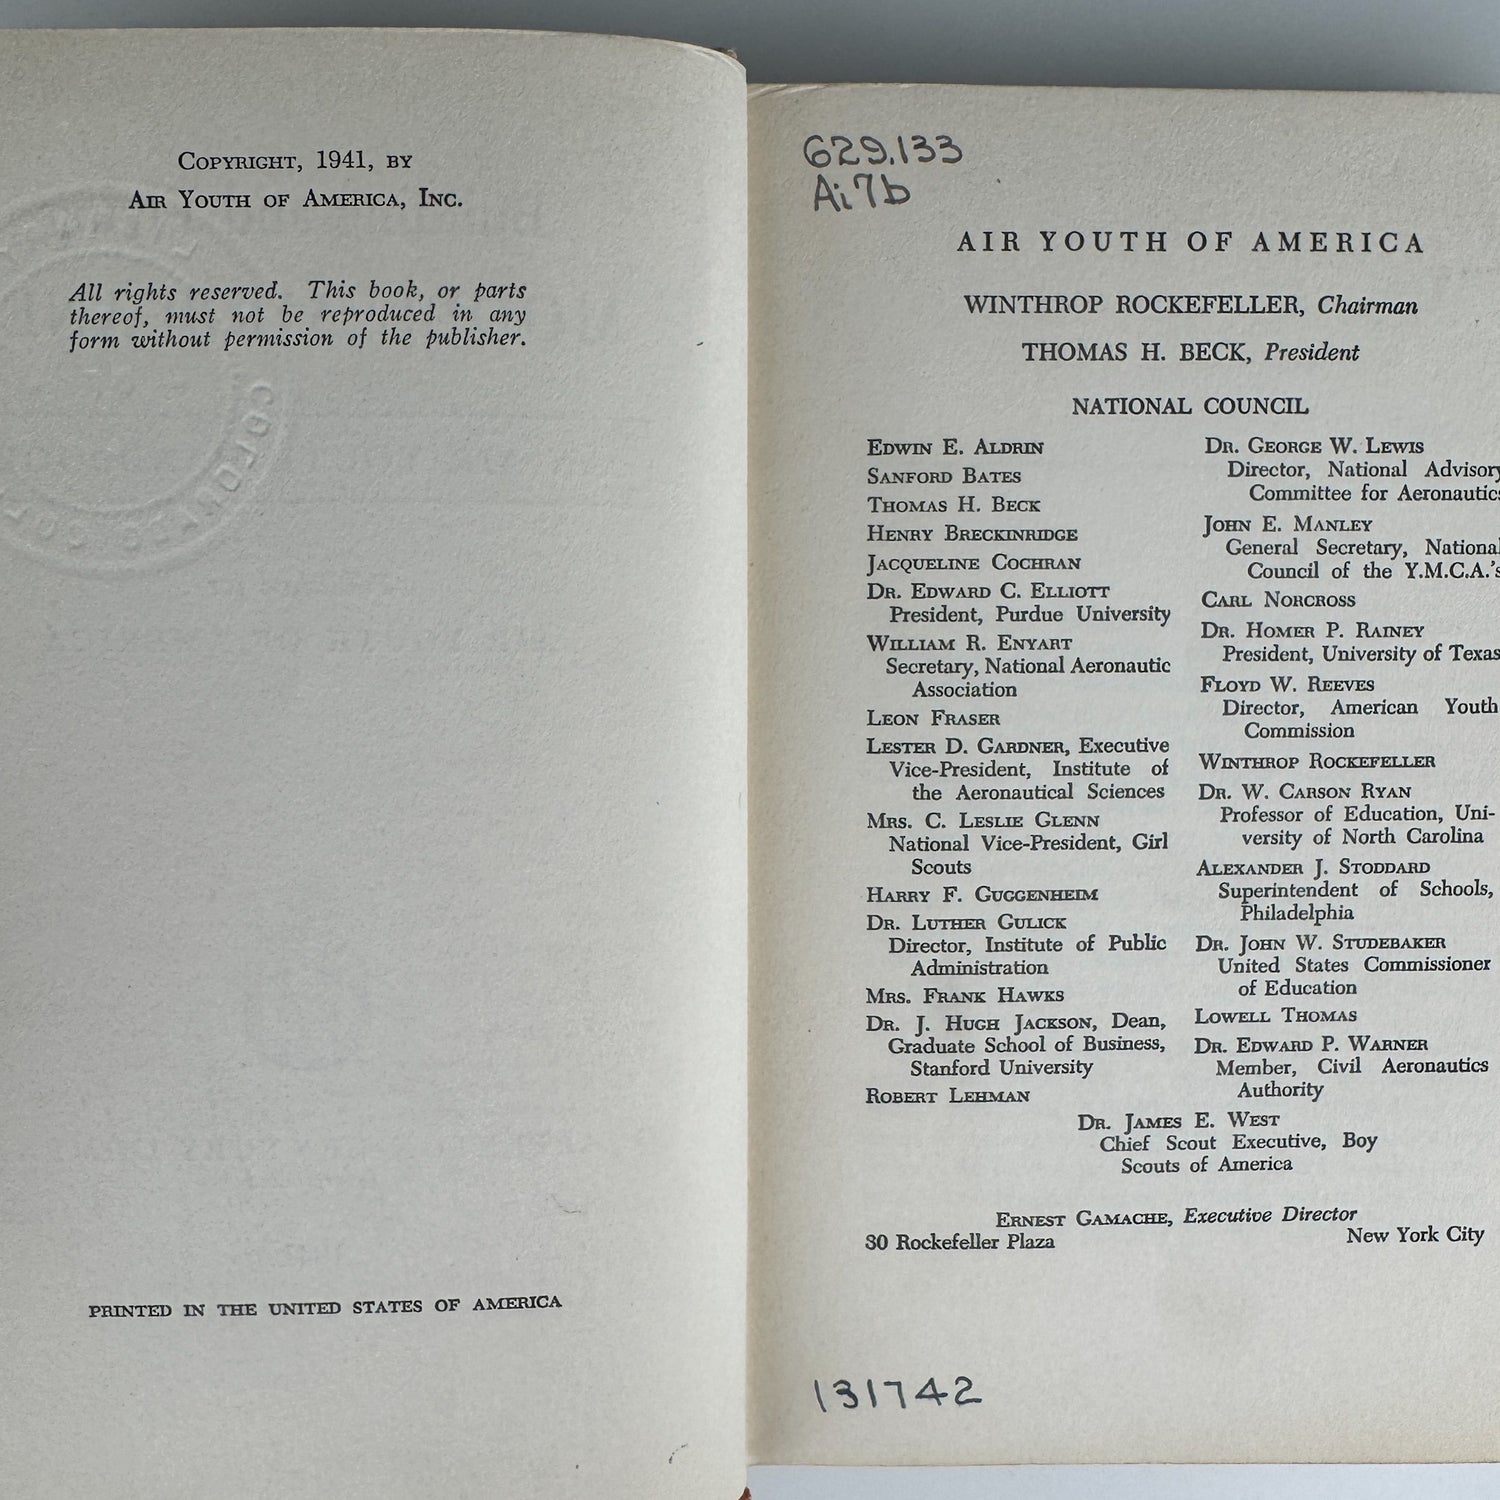 COPYRIGHT, 1941, BY
AIR YOUTH OF AMERICA, INC.
All rights reserved. This book, or parts
thereof, must not be reproduced in any
form without permission of the publisher.
PRINTED IN THE UNITED STATES OF AMERICA
629.133
Ai7b
AIR YOUTH OF AMERICA
WINTHROP ROCKEFELLER, Chairman
THOMAS H. BECK, President
NATIONAL COUNCIL
EDWIN E. ALDRIN
SANFORD BATES
THOMAS H. BECK
HENRY BRECKINRIDGE
JACQUELINE COCHRAN
DR. EDWARD C. ELLIOTT
President, Purdue University
WILLIAM R. ENYART
Secretary, National Aeronautic
Association
LEON FRASER
LESTER D. GARDNER, Executive
Vice-President, Institute of
the Aeronautical Sciences
MRS. C. LESLIE GLENN
National Vice-President, Girl
Scouts
HARRY F. GUGGENHEIM
DR. LUTHER GULICK
Director, Institute of Public
Administration
MRS. FRANK HAWKS
DR. J. HUGH JACKSON, Dean,
Graduate School of Business,
Stanford University
ROBERT LEHMAN
DR. GEORGE W. LEWIS
Director, National Advisory
Committee for Aeronautics
JOHN E. MANLEY
General Secretary, National
Council of the Y.M.C.A.'s
CARL NORCROSS
DR. HOMER P. RAINEY
President, University of Texas
FLOYD W. REEVES
Director, American Youth
Commission
WINTHROP ROCKEFELLER
DR. W. CARSON RYAN
Professor of Education, Uni-
versity of North Carolina
ALEXANDER J. STODDARD
Superintendent of Schools,
Philadelphia
DR. JOHN W. STUDEBAKER
United States Commissioner
of Education
LOWELL THOMAS
DR. EDWARD P. WARNER
Member, Civil Aeronautics
Authority
DR. JAMES E. WEST
Chief Scout Executive, Boy
Scouts of America
ERNEST GAMACHE, Executive Director
30 Rockefeller Plaza New York City
131742